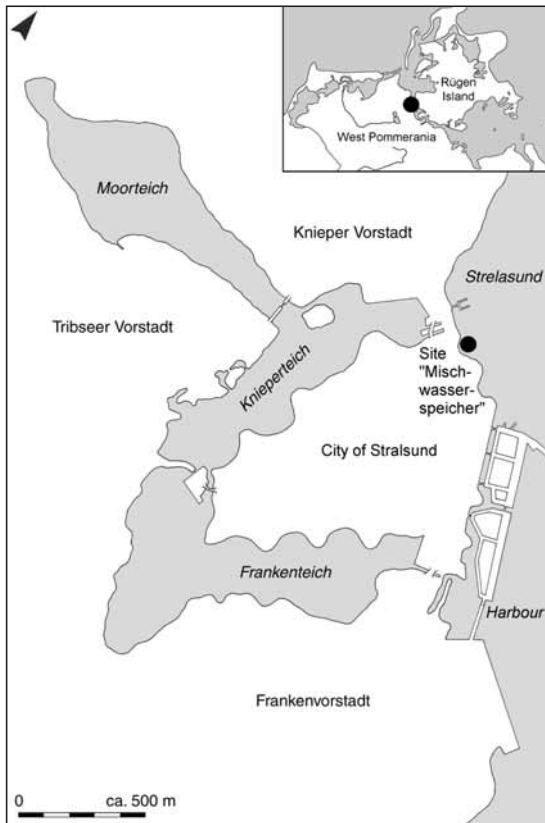 Rügen
Island
West Pommerania
Moorteich
Knieper Vorstadt
Strelasund
Tribseer Vorstadt
Site
"Misch-
wasser-
speicher"
Knieperteich
City of Stralsund
Frankenteich
Harbour
Frankenvorstadt
0 ca. 500 m